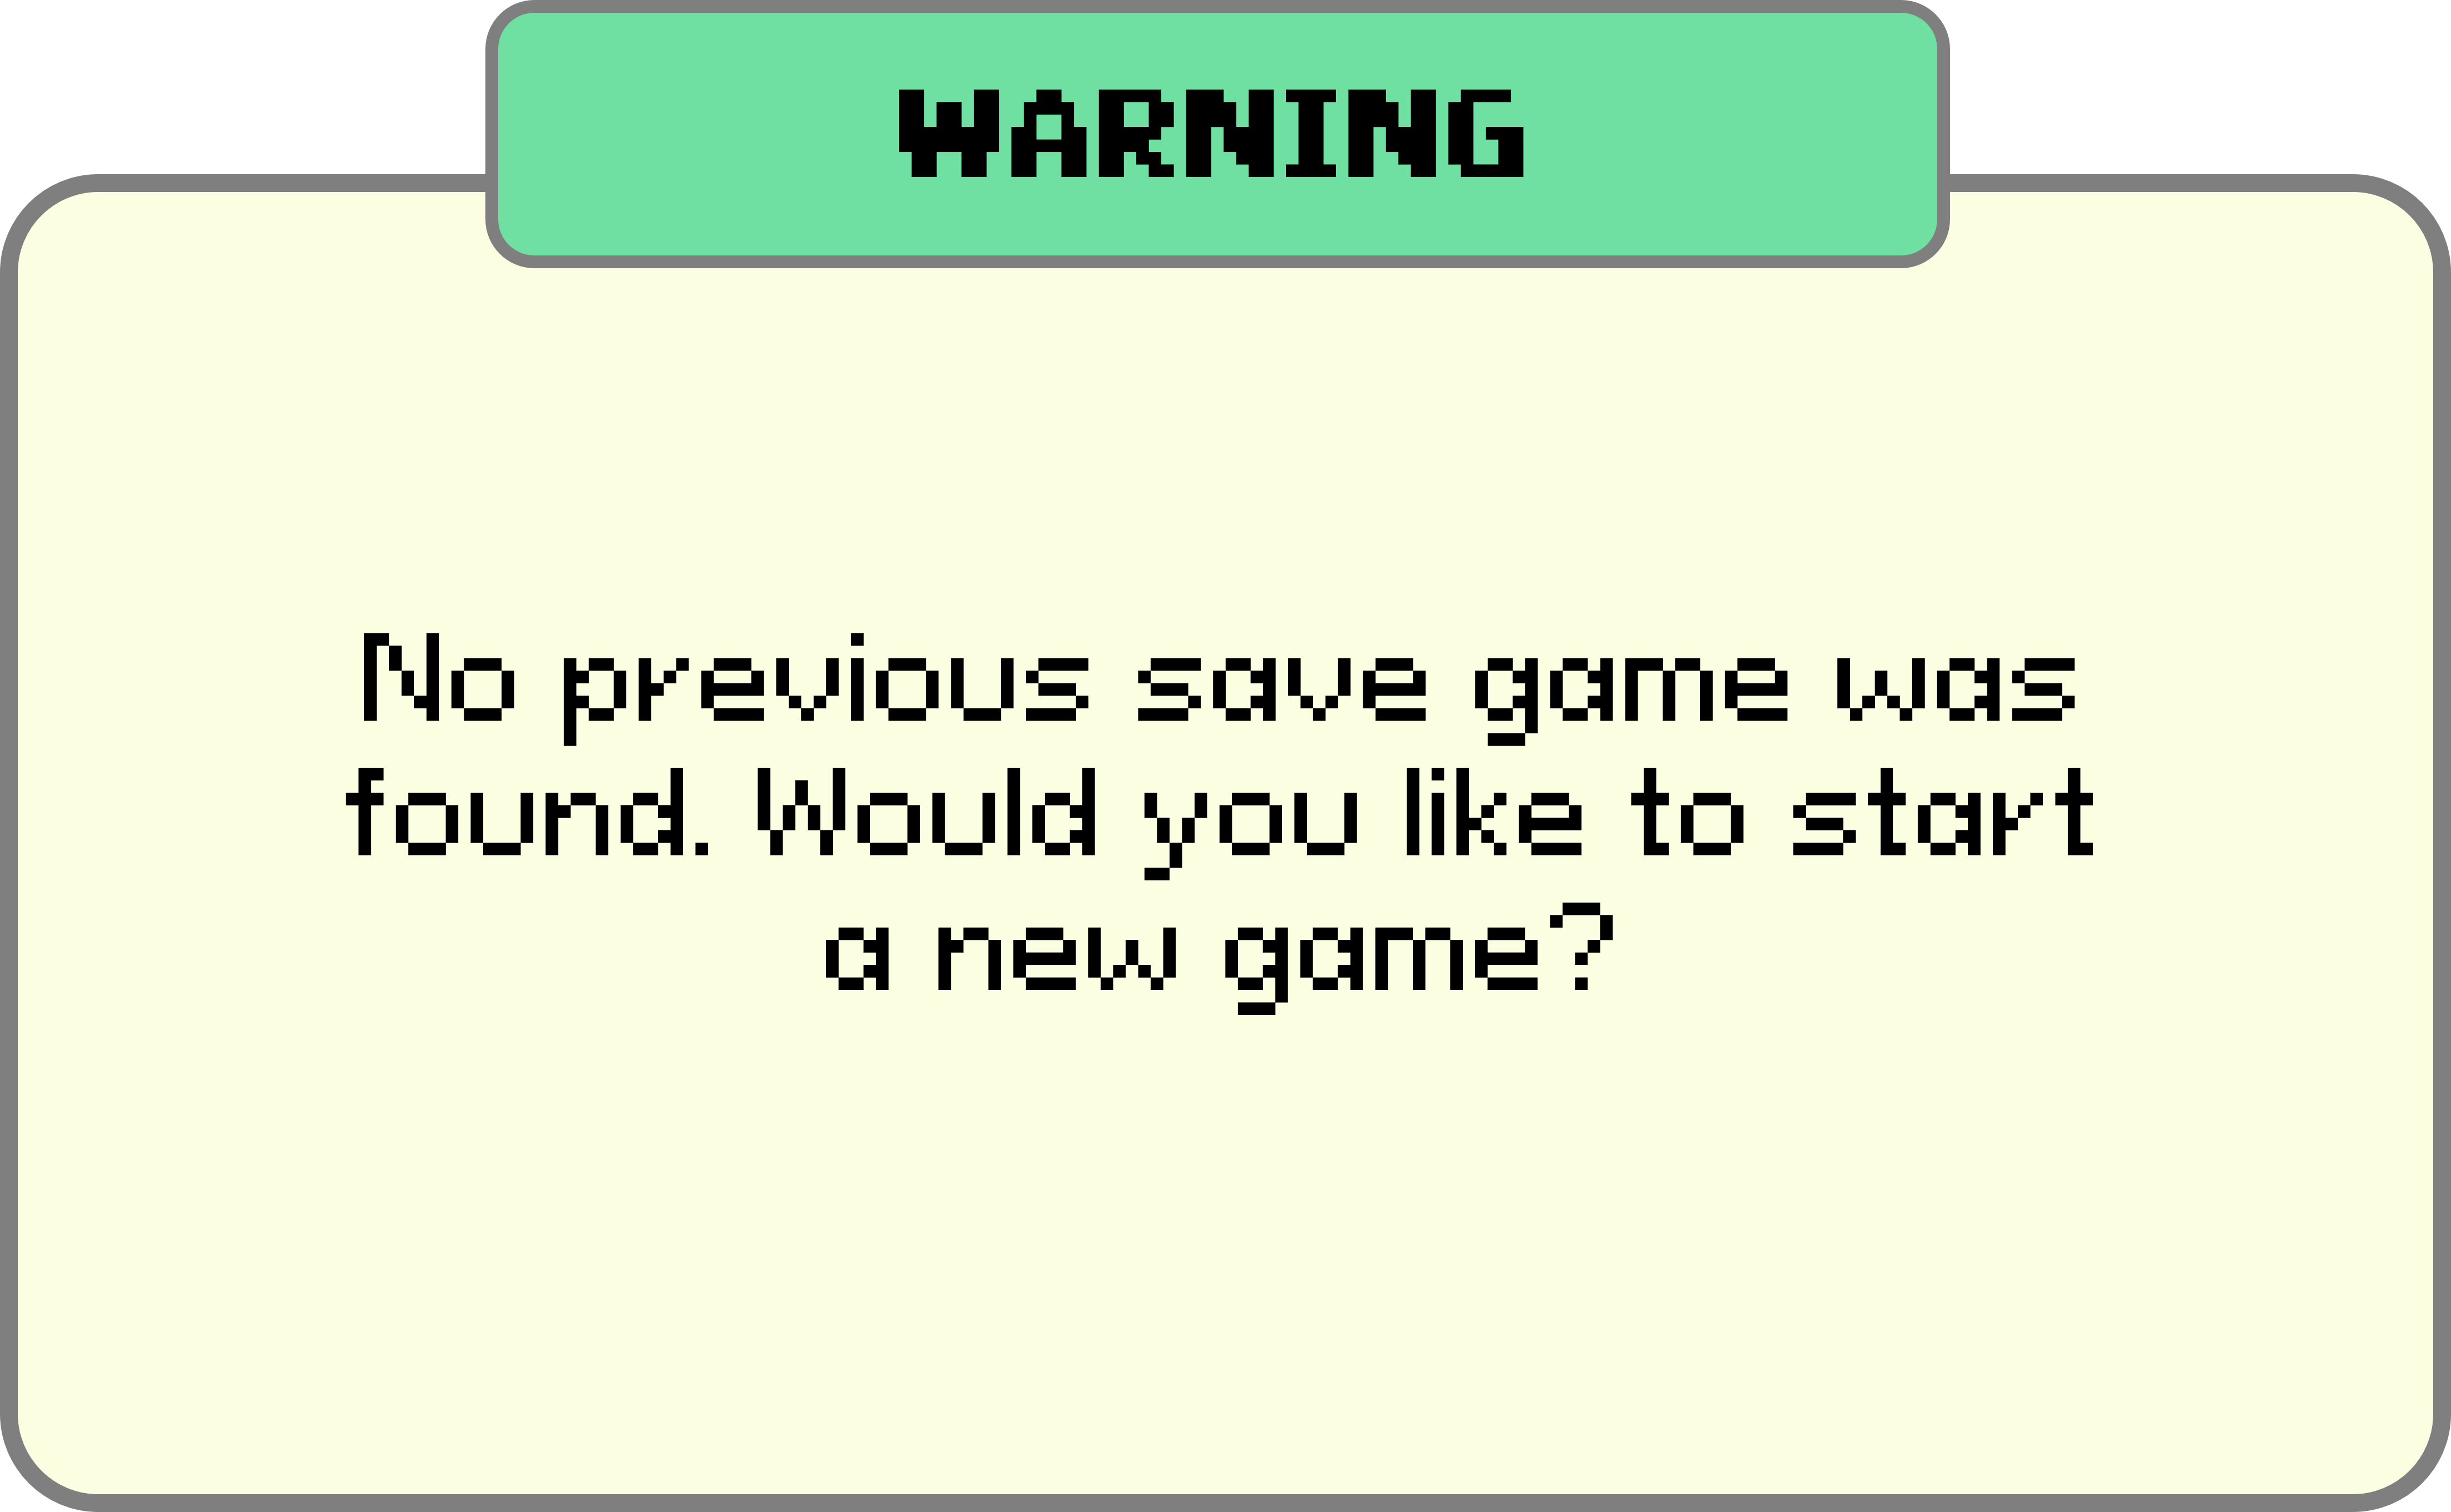 WARNING
No previous save game was
found. Would you like to start
a new game?